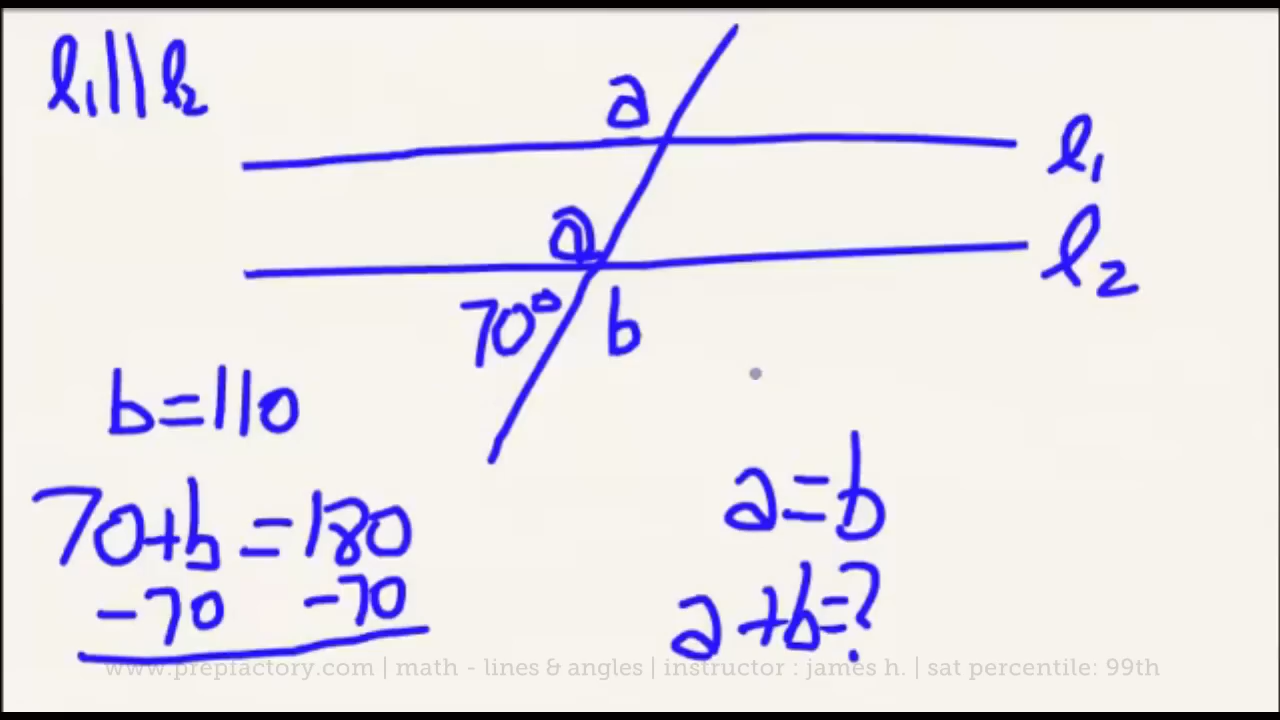 l₁ || l₂
a
l₁
a
l₂
70° b
b=110
70+b=180
-70 -70
a=b
a+b=?
www.prepfactory.com | math - lines & angles | instructor : james h. | sat percentile: 99th